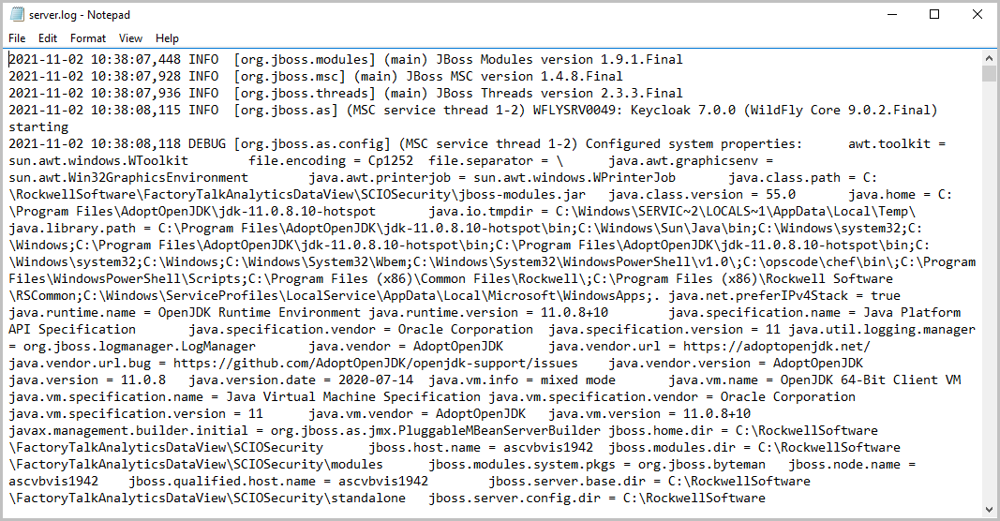 server.log - Notepad
File Edit Format View Help
2021-11-02 10:38:07,448 INFO  [org.jboss.modules] (main) JBoss Modules version 1.9.1.Final
2021-11-02 10:38:07,928 INFO  [org.jboss.msc] (main) JBoss MSC version 1.4.8.Final
2021-11-02 10:38:07,936 INFO  [org.jboss.threads] (main) JBoss Threads version 2.3.3.Final
2021-11-02 10:38:08,115 INFO  [org.jboss.as] (MSC service thread 1-2) WFLYSRV0049: Keycloak 7.0.0 (WildFly Core 9.0.2.Final)
starting
2021-11-02 10:38:08,118 DEBUG [org.jboss.as.config] (MSC service thread 1-2) Configured system properties:      awt.toolkit =
sun.awt.windows.WToolkit        file.encoding = Cp1252  file.separator = \      java.awt.graphicsenv =
sun.awt.Win32GraphicsEnvironment        java.awt.printerjob = sun.awt.windows.WPrinterJob       java.class.path = C:
\RockwellSoftware\FactoryTalkAnalyticsDataView\SCIOSecurity\jboss-modules.jar   java.class.version = 55.0       java.home = C:
\Program Files\AdoptOpenJDK\jdk-11.0.8.10-hotspot       java.io.tmpdir = C:\Windows\SERVIC~2\LOCALS~1\AppData\Local\Temp\
java.library.path = C:\Program Files\AdoptOpenJDK\jdk-11.0.8.10-hotspot\bin;C:\Windows\Sun\Java\bin;C:\Windows\system32;C:
\Windows;C:\Program Files\AdoptOpenJDK\jdk-11.0.8.10-hotspot\bin;C:\Program Files\AdoptOpenJDK\jdk-11.0.8.10-hotspot\bin;C:
\Windows\system32;C:\Windows;C:\Windows\System32\Wbem;C:\Windows\System32\WindowsPowerShell\v1.0\;C:\opscode\chef\bin\;C:\Program
Files\WindowsPowerShell\Scripts;C:\Program Files (x86)\Common Files\Rockwell\;C:\Program Files (x86)\Rockwell Software
\RSCommon;C:\Windows\ServiceProfiles\LocalService\AppData\Local\Microsoft\WindowsApps;. java.net.preferIPv4Stack = true
java.runtime.name = OpenJDK Runtime Environment java.runtime.version = 11.0.8+10        java.specification.name = Java Platform
API Specification       java.specification.vendor = Oracle Corporation  java.specification.version = 11 java.util.logging.manager
= org.jboss.logmanager.LogManager       java.vendor = AdoptOpenJDK      java.vendor.url = https://adoptopenjdk.net/
java.vendor.url.bug = https://github.com/AdoptOpenJDK/openjdk-support/issues    java.vendor.version = AdoptOpenJDK
java.version = 11.0.8   java.version.date = 2020-07-14  java.vm.info = mixed mode       java.vm.name = OpenJDK 64-Bit Client VM
java.vm.specification.name = Java Virtual Machine Specification java.vm.specification.vendor = Oracle Corporation
java.vm.specification.version = 11      java.vm.vendor = AdoptOpenJDK   java.vm.version = 11.0.8+10
javax.management.builder.initial = org.jboss.as.jmx.PluggableMBeanServerBuilder jboss.home.dir = C:\RockwellSoftware
\FactoryTalkAnalyticsDataView\SCIOSecurity      jboss.host.name = ascvbvis1942  jboss.modules.dir = C:\RockwellSoftware
\FactoryTalkAnalyticsDataView\SCIOSecurity\modules      jboss.modules.system.pkgs = org.jboss.byteman   jboss.node.name =
ascvbvis1942    jboss.qualified.host.name = ascvbvis1942        jboss.server.base.dir = C:\RockwellSoftware
\FactoryTalkAnalyticsDataView\SCIOSecurity\standalone   jboss.server.config.dir = C:\RockwellSoftware